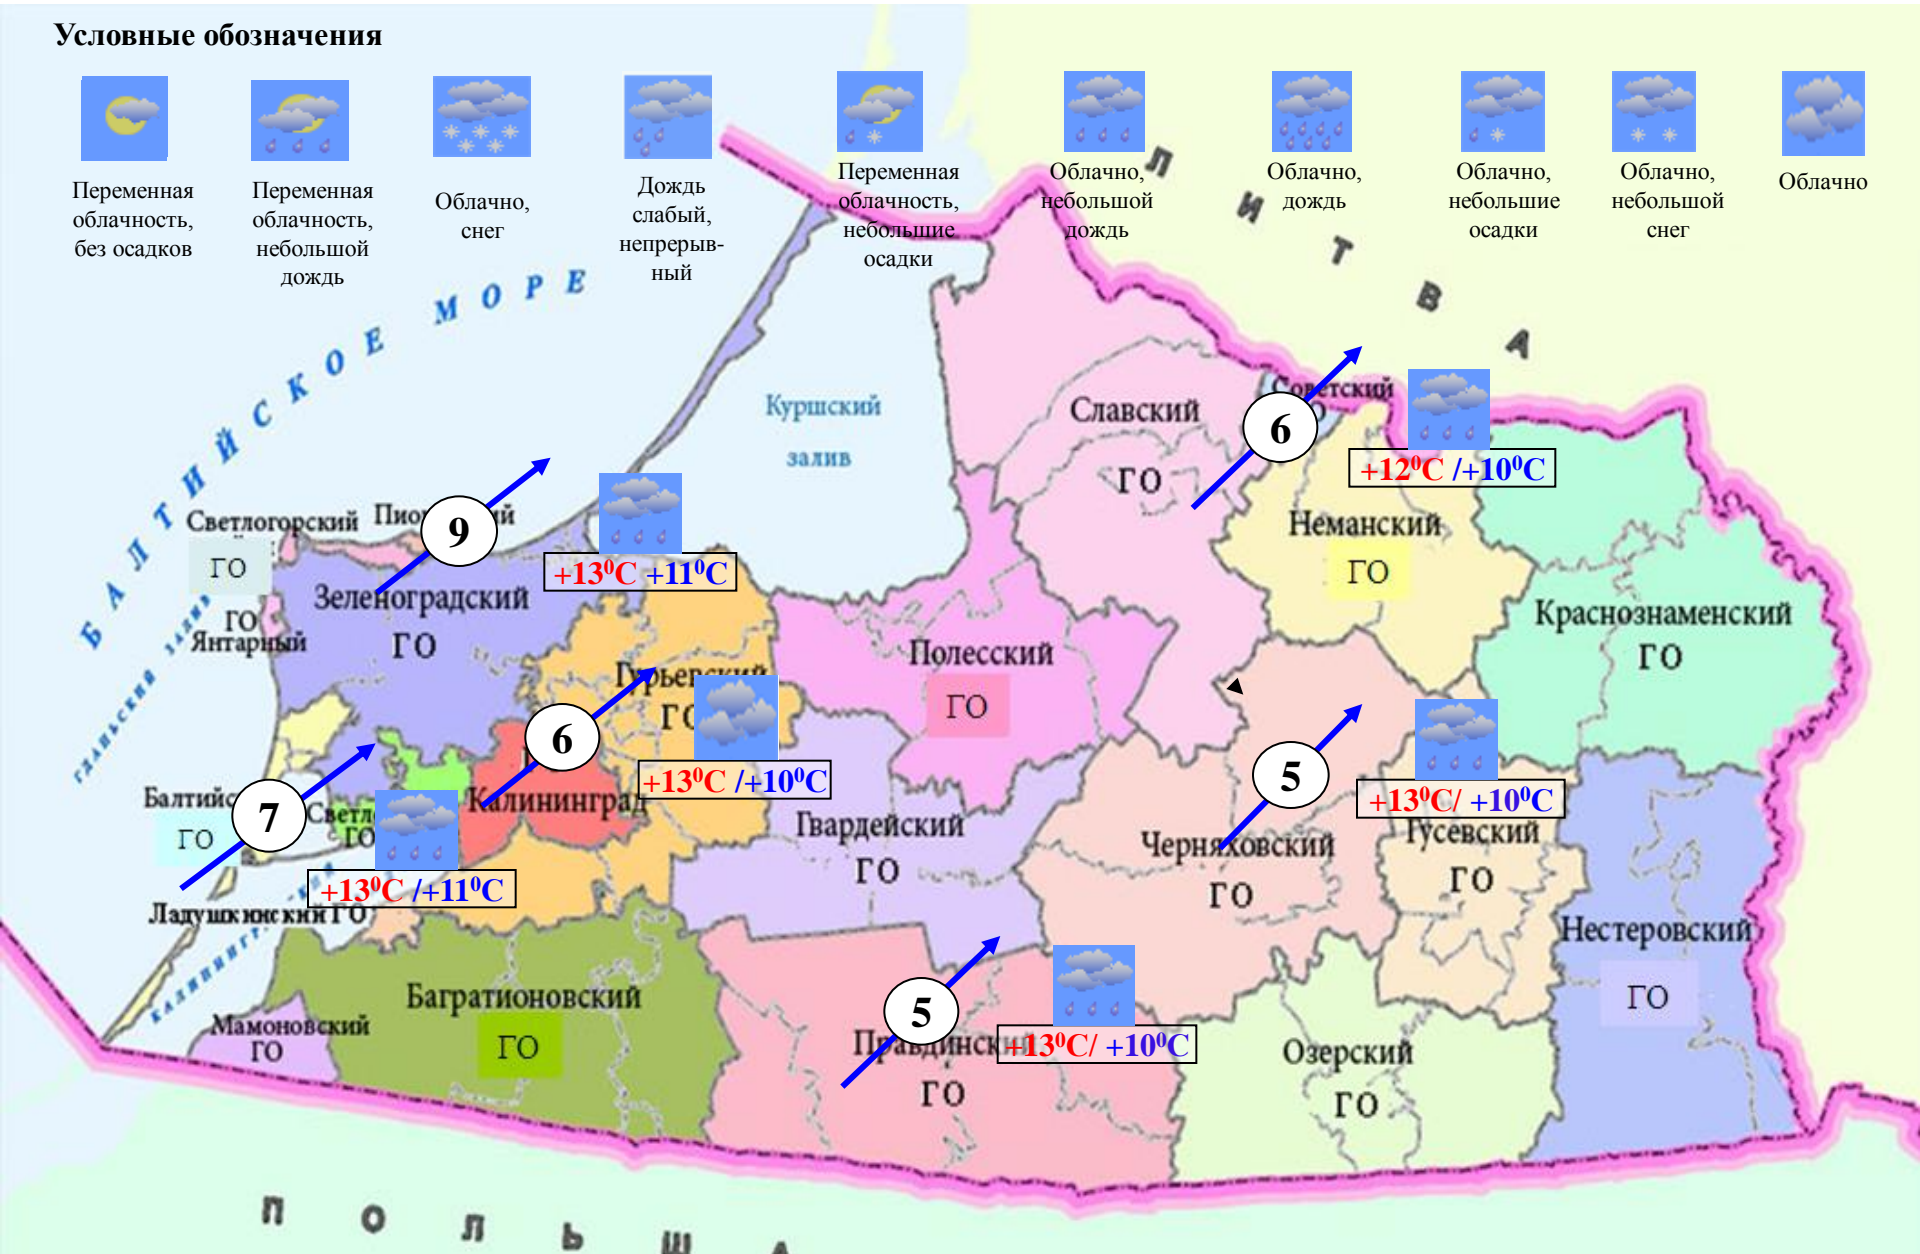 Условные обозначения
Переменная
облачность,
без осадков
Переменная
облачность,
небольшой
дождь
Облачно,
снег
Дождь
слабый,
непрерыв-
ный
Переменная
облачность,
небольшие
осадки
Облачно,
небольшой
дождь
Облачно,
дождь
Облачно,
небольшие
осадки
Облачно,
небольшой
снег
Облачно
ЛИТВА
БАЛТИЙСКОЕ МОРЕ
Куршский
залив
Славский
ГО
Советский
6
+12⁰С /+10⁰С
Неманский
ГО
Светлогорский
ГО
9
+13⁰С +11⁰С
Зеленоградский
ГО
ГО
Янтарный
Краснознаменский
ГО
Полесский
ГО
Гурьевский
6
+13⁰С /+10⁰С
Калининград
5
+13⁰С/ +10⁰С
Гусевский
ГО
7
ГО
ГО
+13⁰С /+11⁰С
Гвардейский
ГО
Черняховский
ГО
Ладушкинский ГО
Нестеровский
ГО
Багратионовский
ГО
Мамоновский
ГО
5
+13⁰С/ +10⁰С
ГО
Озерский
ГО
ПОЛЬША